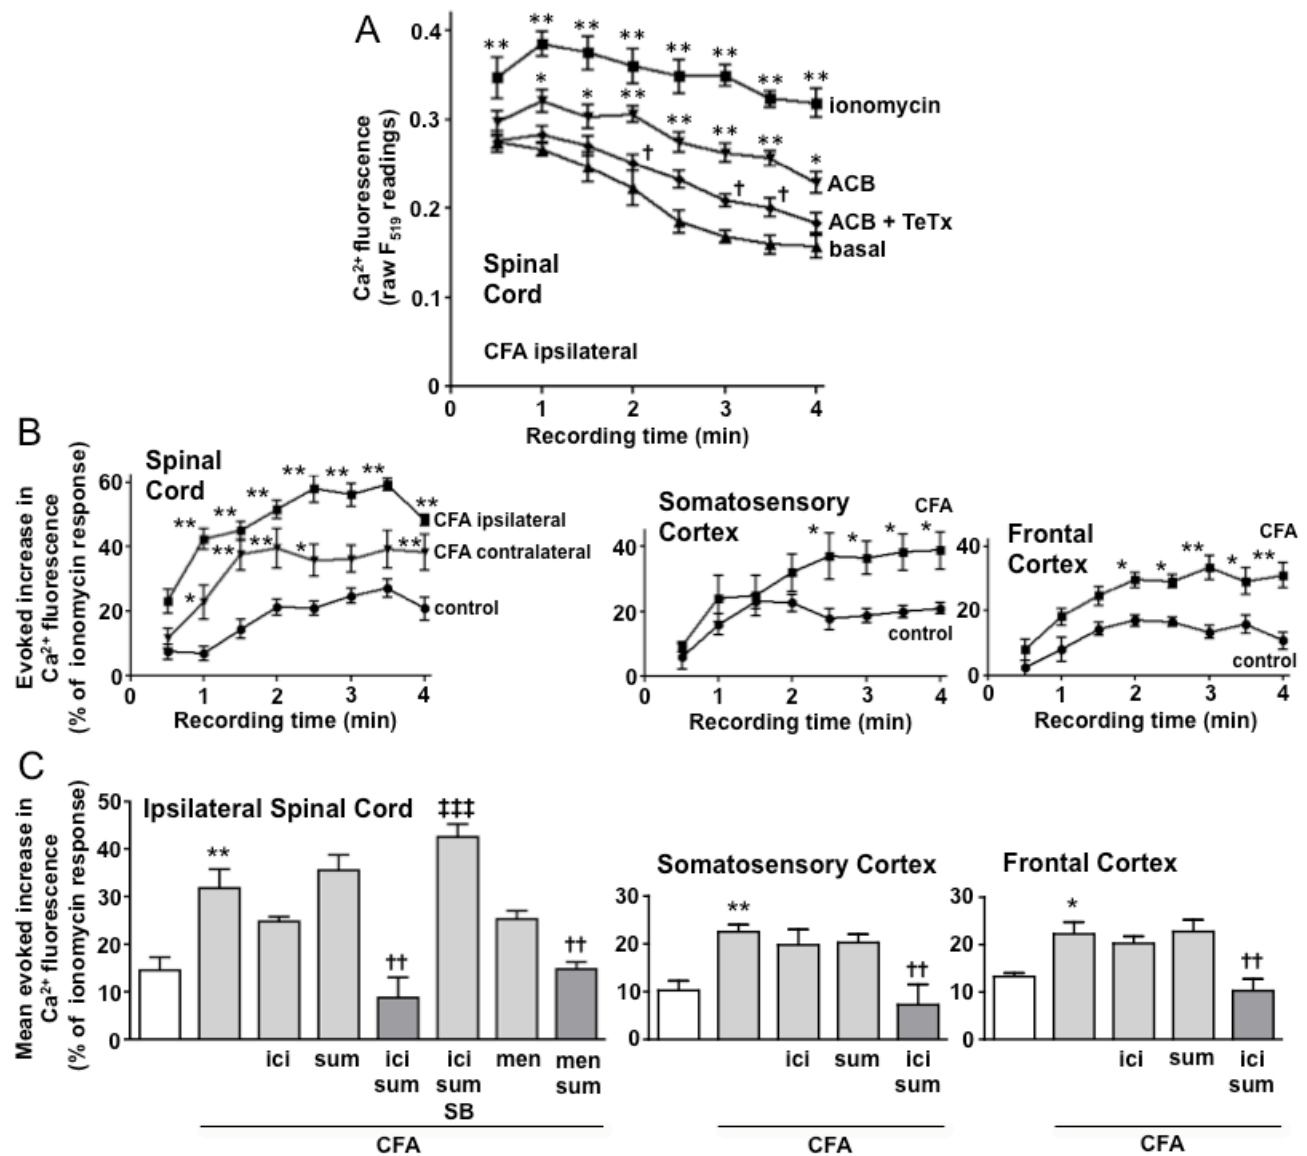 A
Ca²⁺ fluorescence
(raw F₅₁₉ readings)
0.4
0.3
0.2
0.1
0
** ** ** ** ** ** ** **
ionomycin
* * ** ** ** ** *
ACB
† † †
ACB + TeTx
basal
Spinal
Cord
CFA ipsilateral
0 1 2 3 4
Recording time (min)
B
Evoked increase in
Ca²⁺ fluorescence
(% of ionomycin response)
Spinal
Cord
60
40
20
0
** ** ** ** ** ** **
CFA ipsilateral
* ** ** * **
CFA contralateral
control
0 1 2 3 4
Recording time (min)
Somatosensory
Cortex
CFA
40
20
0
* * * *
control
0 1 2 3 4
Recording time (min)
Frontal
Cortex
CFA
40
20
0
* * ** * **
control
0 1 2 3 4
Recording time (min)
C
Mean evoked increase in
Ca²⁺ fluorescence
(% of ionomycin response)
Ipsilateral Spinal Cord
50
40
30
20
10
0
** †† ‡‡‡ ††
ici sum ici ici men men
sum sum sum
SB
CFA
Somatosensory Cortex
30
20
10
0
** ††
ici sum ici
sum
CFA
Frontal Cortex
30
20
10
0
* ††
ici sum ici
sum
CFA